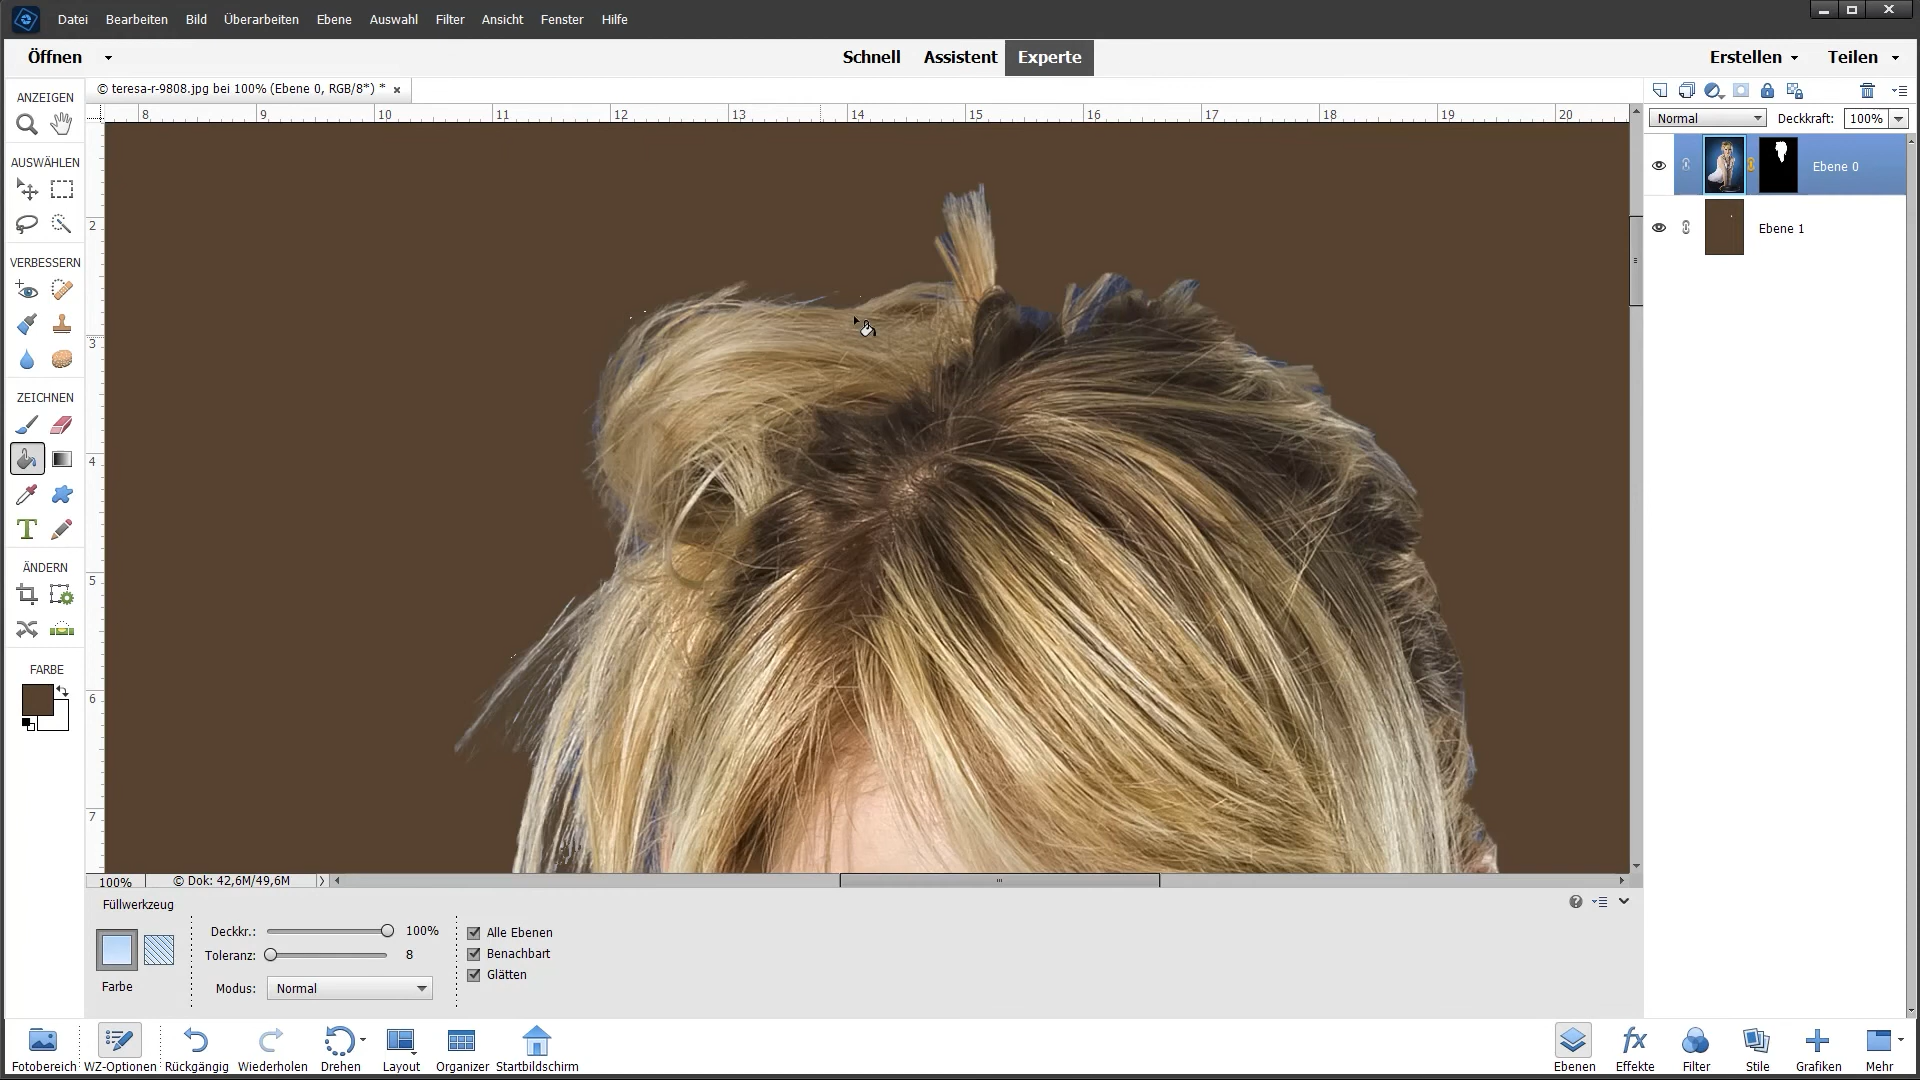 Datei Bearbeiten Bild Überarbeiten Ebene Auswahl Filter Ansicht Fenster Hilfe
Öffnen Schnell Assistent Experte Erstellen Teilen
© teresa-r-9808.jpg bei 100% (Ebene 0, RGB/8*) * ×
8 9 10 11 12 13 14 15 16 17 18 19 20
2
3
4
5
6
7
ANZEIGEN
AUSWÄHLEN
VERBESSERN
ZEICHNEN
T
ÄNDERN
FARBE
Normal Deckkraft: 100%
Ebene 0
Ebene 1
100% © Dok: 42,6M/49,6M
Füllwerkzeug
Deckkr.: 100%
Toleranz: 8
Modus: Normal
Farbe
Alle Ebenen
Benachbart
Glätten
Fotobereich WZ-Optionen Rückgängig Wiederholen Drehen Layout Organizer Startbildschirm
fx
Ebenen Effekte Filter Stile Grafiken Mehr